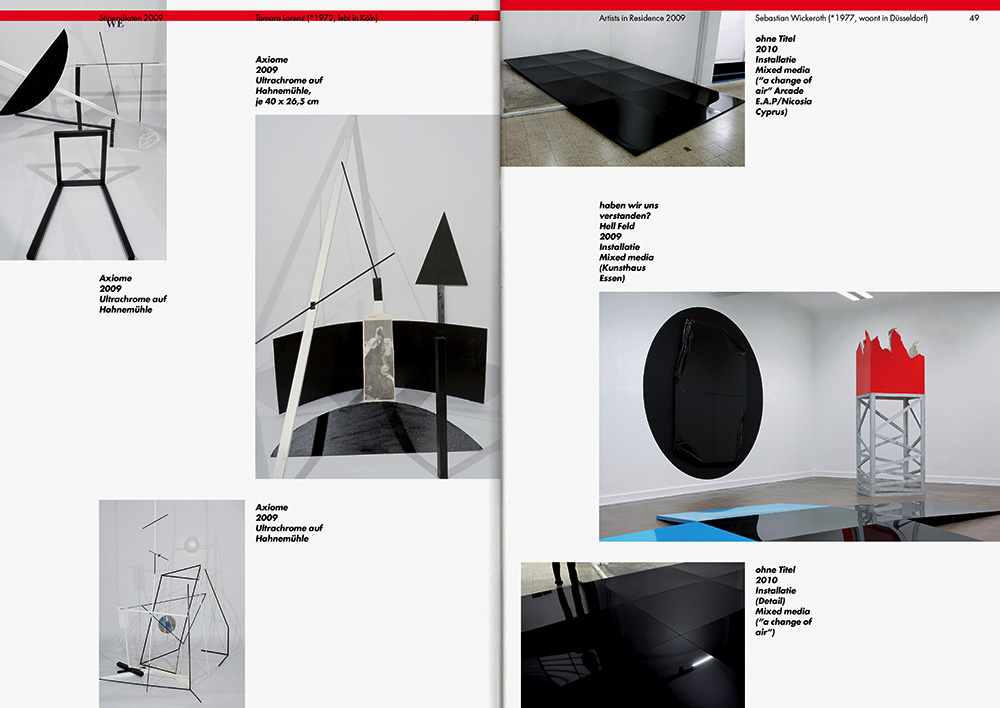 Stipendiaten 2009
WE
Tamara Lorenz (*1972, lebt in Köln)
43
Axiome
2009
Ultrachrome auf
Hahnemühle,
je 40 x 26,5 cm
Axiome
2009
Ultrachrome auf
Hahnemühle
Axiome
2009
Ultrachrome auf
Hahnemühle
Artists in Residence 2009
Sebastian Wickeroth (*1977, woont in Düsseldorf)
49
ohne Titel
2010
Installatie
Mixed media
(“a change of
air” Arcade
E.A.P/Nicosia
Cyprus)
haben wir uns
verstanden?
Hell Feld
2009
Installatie
Mixed media
(Kunsthaus
Essen)
ohne Titel
2010
Installatie
(Detail)
Mixed media
(“a change of
air”)